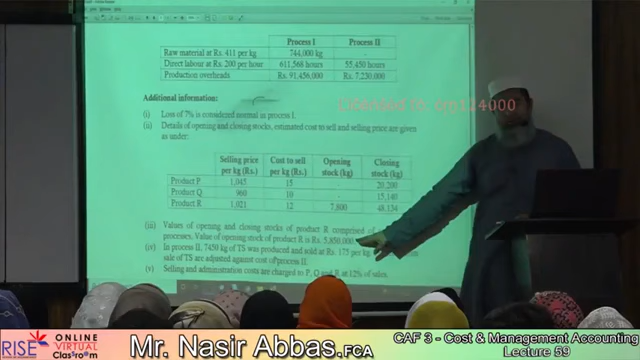 Process I Process II
Raw material at Rs. 411 per kg 744,000 kg
Direct labour at Rs. 200 per hour 611,566 hours 55,450 hours
Production overheads Rs. 91,456,000 Rs. 7,230,000
Additional information:
(i) Loss of 7% is considered normal in process I.
(ii) Details of opening and closing stocks, estimated cost to sell and selling price are given
as under:
Selling price per kg (Rs.) Cost to sell per kg (Rs.) Opening stock (kg) Closing stock (kg)
Product P 1,045 15 - 20,200
Product Q 960 10 - 15,140
Product R 1,021 12 7,800 48,134
(iii) Values of opening and closing stocks of product R comprised of
processes. Value of opening stock of product R is Rs. 5,850,000.
(iv) In process II, 7450 kg of TS was produced and sold at Rs. 175 per kg.
sale of TS are adjusted against cost of process II.
(v) Selling and administration costs are charged to P, Q and R at 12% of sales.
RISE ONLINE
VIRTUAL
Classroom
Mr. Nasir Abbas,FCA
CAF 3 - Cost & Management Accounting
Lecture 59